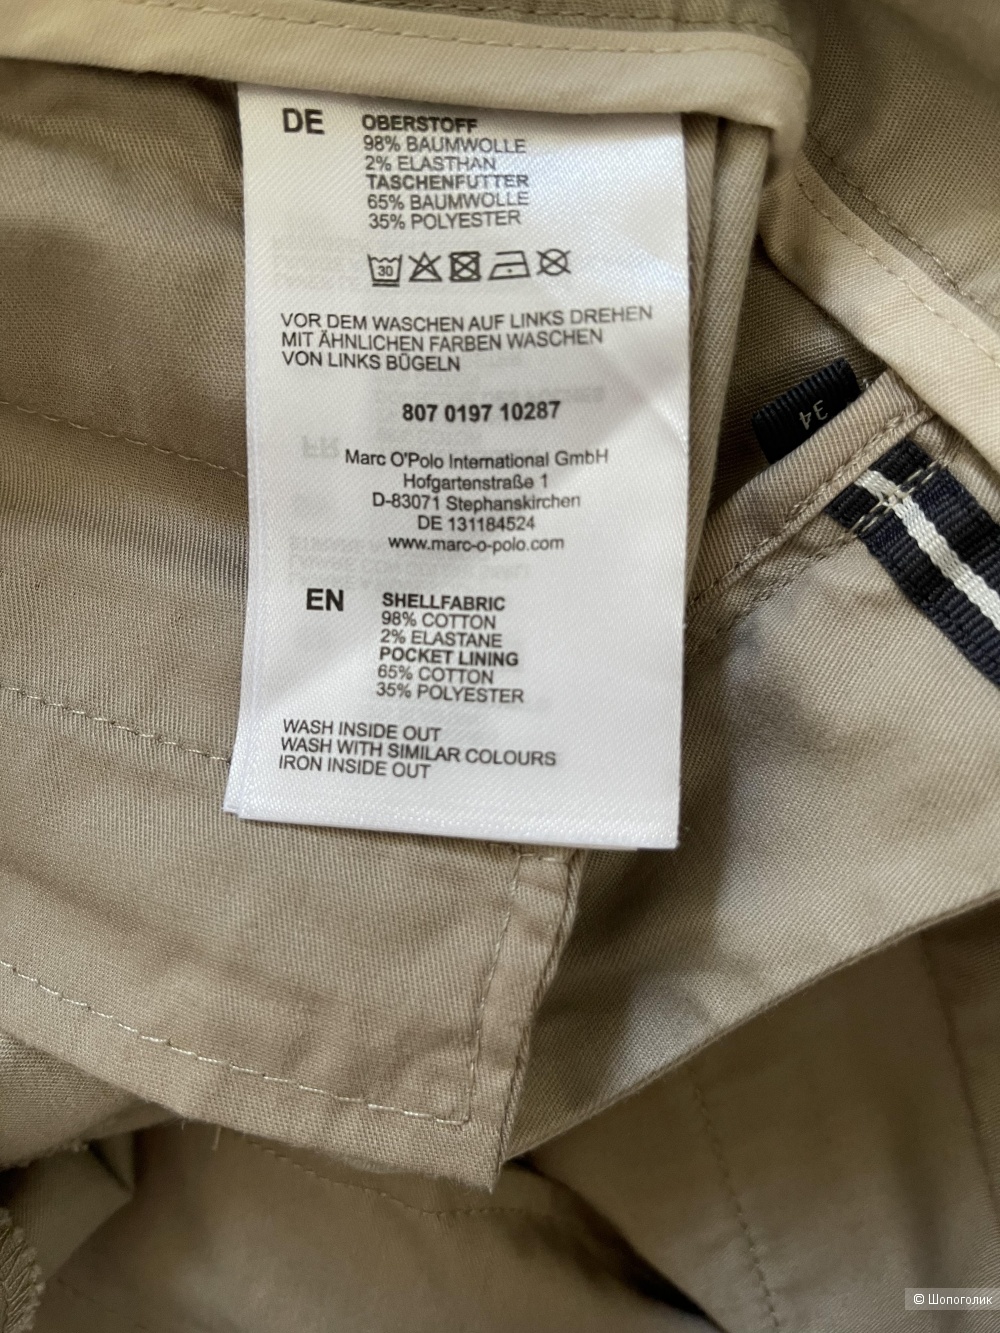 DE
OBERSTOFF
98% BAUMWOLLE
2% ELASTHAN
TASCHENFUTTER
65% BAUMWOLLE
35% POLYESTER
30
VOR DEM WASCHEN AUF LINKS DREHEN
MIT ÄHNLICHEN FARBEN WASCHEN
VON LINKS BÜGELN
807 0197 10287
Marc O'Polo International GmbH
Hofgartenstraße 1
D-83071 Stephanskirchen
DE 131184524
www.marc-o-polo.com
EN
SHELLFABRIC
98% COTTON
2% ELASTANE
POCKET LINING
65% COTTON
35% POLYESTER
WASH INSIDE OUT
WASH WITH SIMILAR COLOURS
IRON INSIDE OUT
34
© Шопоголик